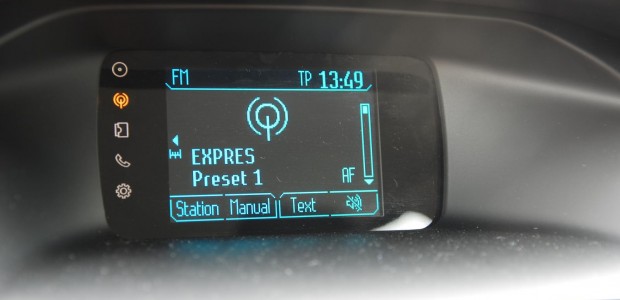 FM TP 13:49
EXPRES
Preset 1 AF
Station Manual Text